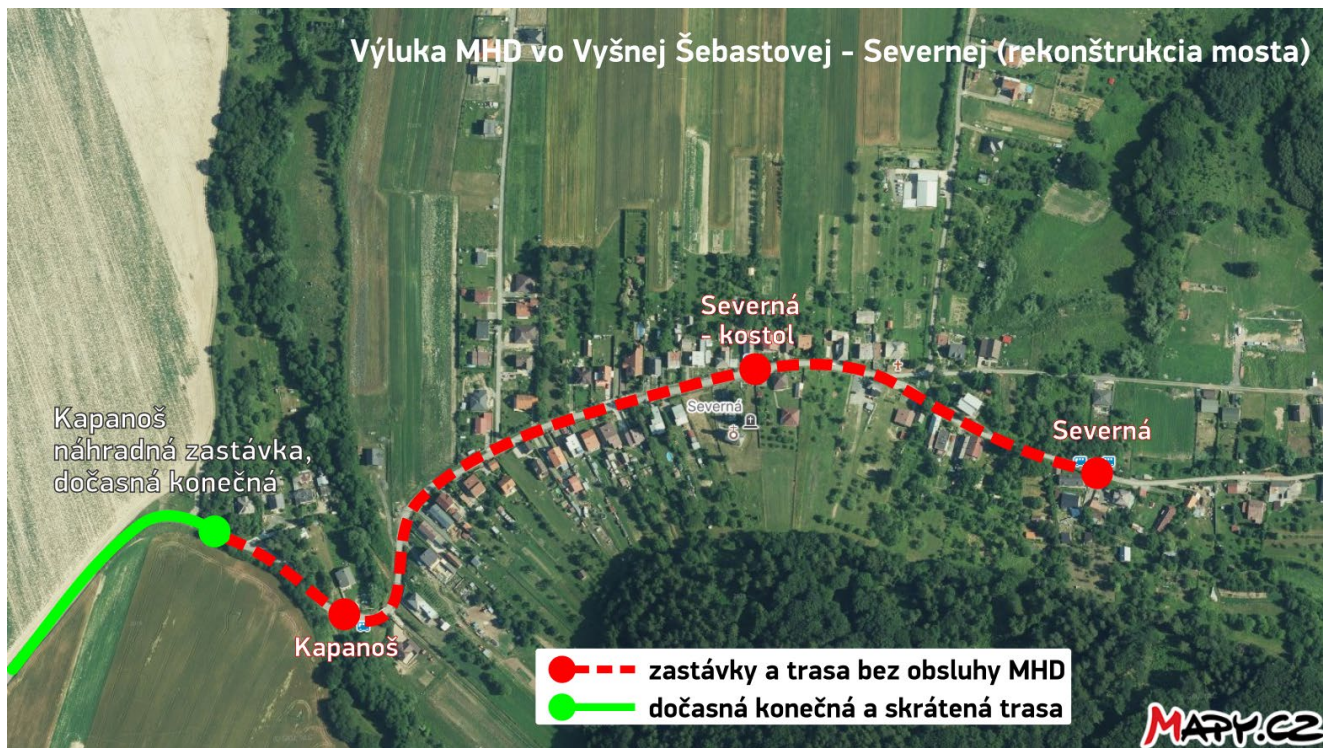 Výluka MHD vo Vyšnej Šebastovej - Severnej (rekonštrukcia mosta)
Severná
- kostol
Severná
Kapanoš
náhradná zastávka,
dočasná konečná
Severná
Kapanoš
zastávky a trasa bez obsluhy MHD
dočasná konečná a skrátená trasa
MAPY.CZ